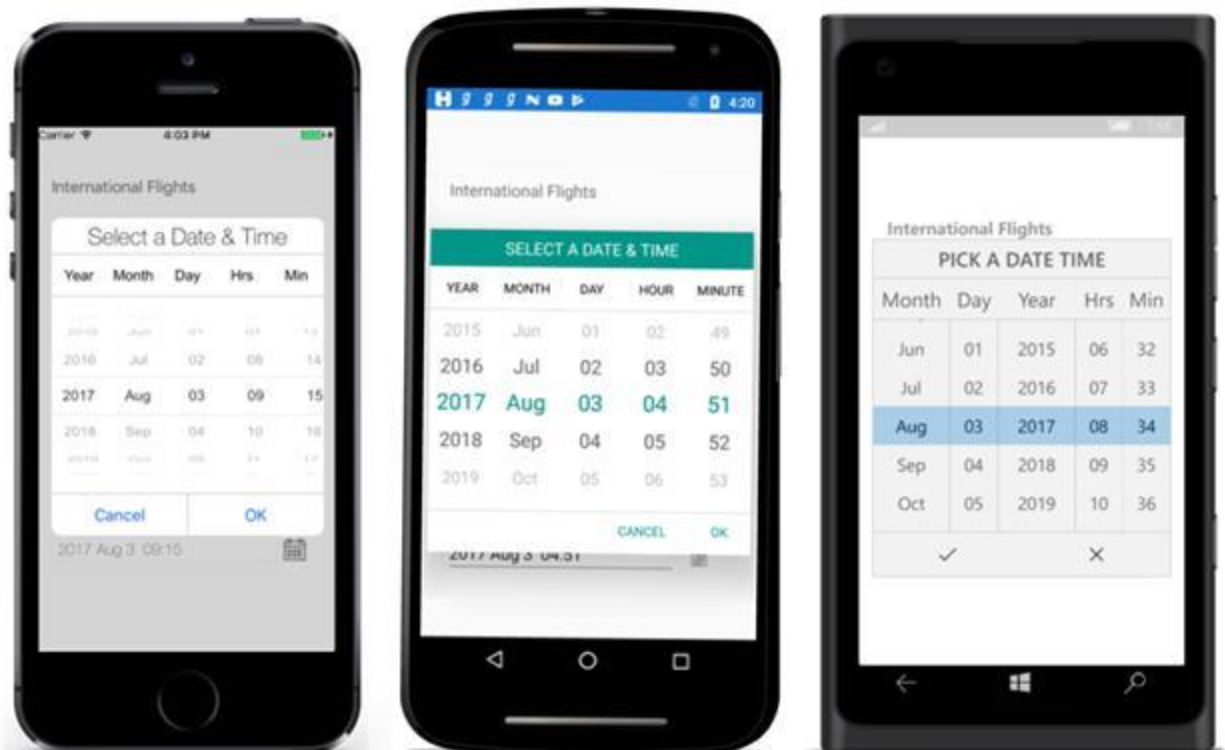 Carrier 4:03 PM
International Flights
Select a Date & Time
Year Month Day Hrs Min
2016 Jul 02 08 14
2017 Aug 03 09 15
2018 Sep 04 10 16
Cancel OK
2017 Aug 3 09:15
4:20
International Flights
SELECT A DATE & TIME
YEAR MONTH DAY HOUR MINUTE
2015 Jun 01 02 49
2016 Jul 02 03 50
2017 Aug 03 04 51
2018 Sep 04 05 52
2019 Oct 05 06 53
CANCEL OK
2017 Aug 3 04:51
International Flights
PICK A DATE TIME
Month Day Year Hrs Min
Jun 01 2015 06 32
Jul 02 2016 07 33
Aug 03 2017 08 34
Sep 04 2018 09 35
Oct 05 2019 10 36